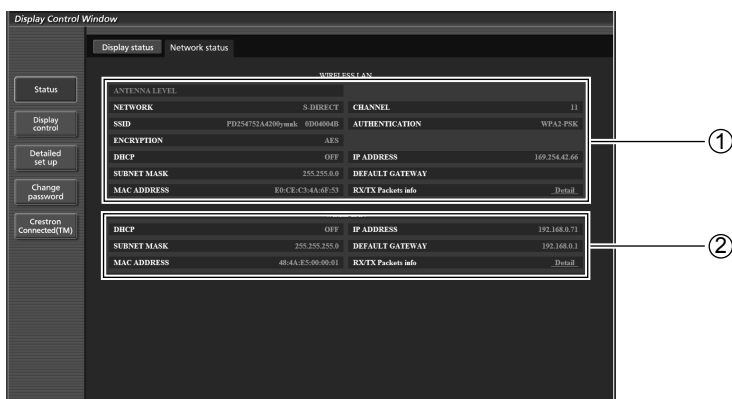 Display Control Window
Display status Network status
WIRELESS LAN
Status
Display control
Detailed set up
Change password
Crestron Connected(TM)
ANTENNA LEVEL
NETWORK S-DIRECT CHANNEL 11
SSID PD254752A4200ymnk 0D04004B AUTHENTICATION WPA2-PSK
ENCRYPTION AES
DHCP OFF IP ADDRESS 169.254.42.66
SUBNET MASK 255.255.0.0 DEFAULT GATEWAY
MAC ADDRESS E0:CE:C3:4A:6F:53 RX/TX Packets info Detail
①
DHCP OFF IP ADDRESS 192.168.0.71
SUBNET MASK 255.255.255.0 DEFAULT GATEWAY 192.168.0.1
MAC ADDRESS 48:4A:E5:00:00:01 RX/TX Packets info Detail
②